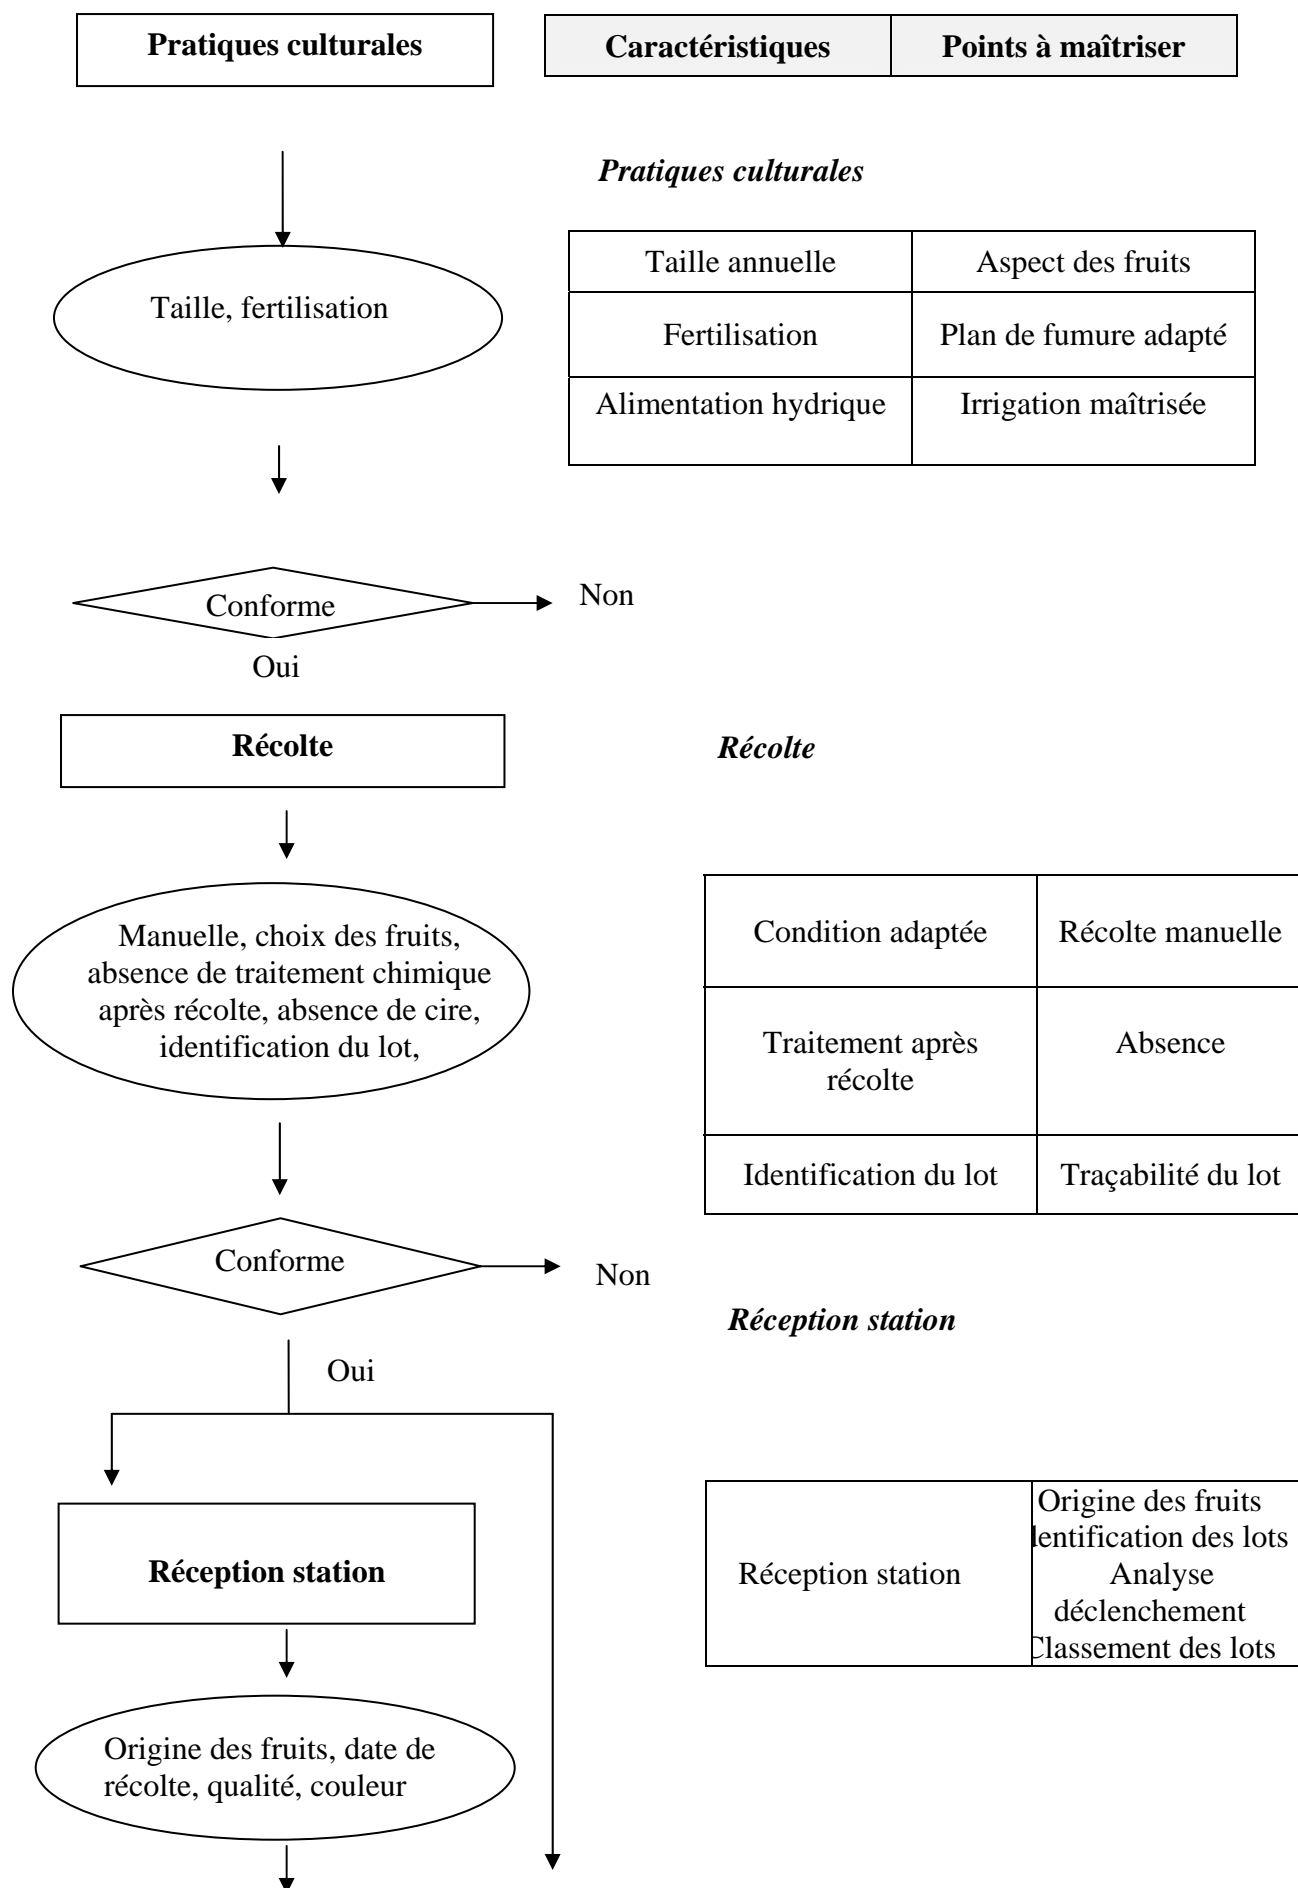 Pratiques culturales
Caractéristiques
Points à maîtriser
Pratiques culturales
Taille, fertilisation
Taille annuelle
Aspect des fruits
Fertilisation
Plan de fumure adapté
Alimentation hydrique
Irrigation maîtrisée
Conforme
Non
Oui
Récolte
Récolte
Manuelle, choix des fruits,
absence de traitement chimique
après récolte, absence de cire,
identification du lot,
Condition adaptée
Récolte manuelle
Traitement après
récolte
Absence
Identification du lot
Traçabilité du lot
Conforme
Non
Réception station
Oui
Réception station
Réception station
Origine des fruits
dentification des lots
Analyse
déclenchement
Classement des lots
Origine des fruits, date de
récolte, qualité, couleur